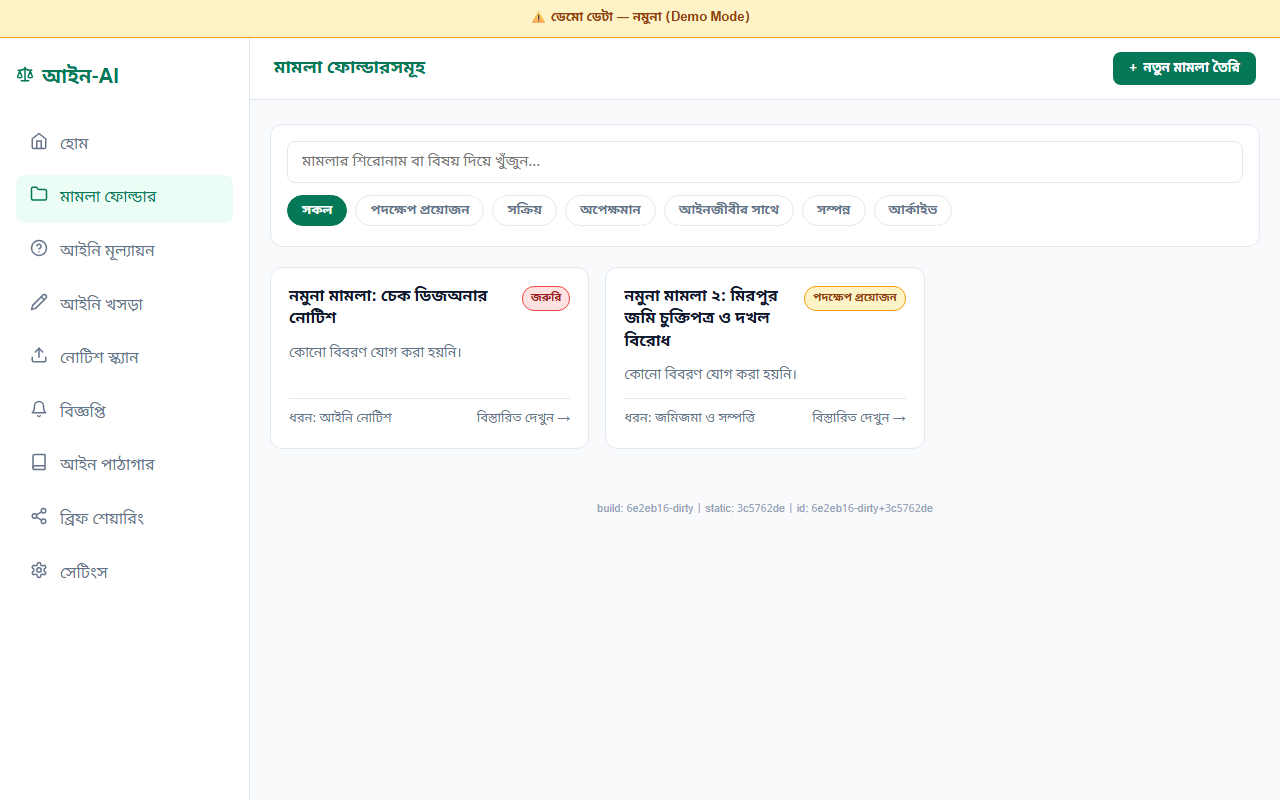 ⚠️ ডেমো ডেটা — নমুনা (Demo Mode)
আইন-AI
হোম
মামলা ফোল্ডার
আইনি মূল্যায়ন
আইনি খসড়া
নোটিশ স্ক্যান
বিজ্ঞপ্তি
আইন পাঠাগার
ব্রিফ শেয়ারিং
সেটিংস
মামলা ফোল্ডারসমূহ
+ নতুন মামলা তৈরি
মামলার শিরোনাম বা বিষয় দিয়ে খুঁজুন...
সকল পদক্ষেপ প্রয়োজন সক্রিয় অপেক্ষমান আইনজীবীর সাথে সম্পন্ন আর্কাইভ
নমুনা মামলা: চেক ডিজঅনার
নোটিশ
জরুরি
কোনো বিবরণ যোগ করা হয়নি।
ধরন: আইনি নোটিশ বিস্তারিত দেখুন →
নমুনা মামলা ২: মিরপুর
জমি চুক্তিপত্র ও দখল
বিরোধ
পদক্ষেপ প্রয়োজন
কোনো বিবরণ যোগ করা হয়নি।
ধরন: জমিজমা ও সম্পত্তি বিস্তারিত দেখুন →
build: 6e2eb16-dirty | static: 3c5762de | id: 6e2eb16-dirty+3c5762de